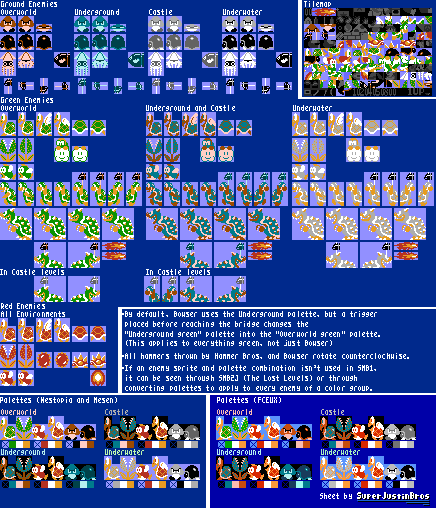 Ground Enemies
Overworld
Underground
Castle
Underwater
Tilemap
Green Enemies
Overworld
Underground and Castle
Underwater
In Castle levels
In Castle levels
Red Enemies
All Environments
•By default, Bowser uses the Underground palette, but a trigger
placed before reaching the bridge changes the
"Underground green" palette into the "Overworld green" palette.
(This applies to everything green, not just Bowser)
•All hammers thrown by Hammer Bros. and Bowser rotate counterclockwise.
•If an enemy sprite and palette combination isn't used in SMB1,
it can be seen through SMB2J (The Lost Levels) or through
converting palettes to apply to every enemy of a color group.
Palettes (Nestopia and Mesen)
Overworld
Castle
Underground
Underwater
Palettes (FCEUX)
Overworld
Castle
Underground
Underwater
Sheet by SuperJustinBros